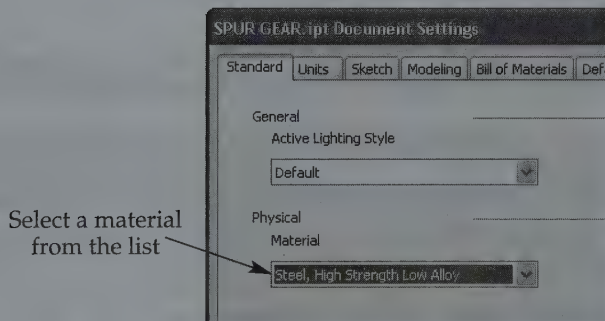 SPUR GEAR.ipt Document Settings
Standard Units Sketch Modeling Bill of Materials
General
Active Lighting Style
Default
Physical
Select a material
from the list
Material
Steel, High Strength Low Alloy